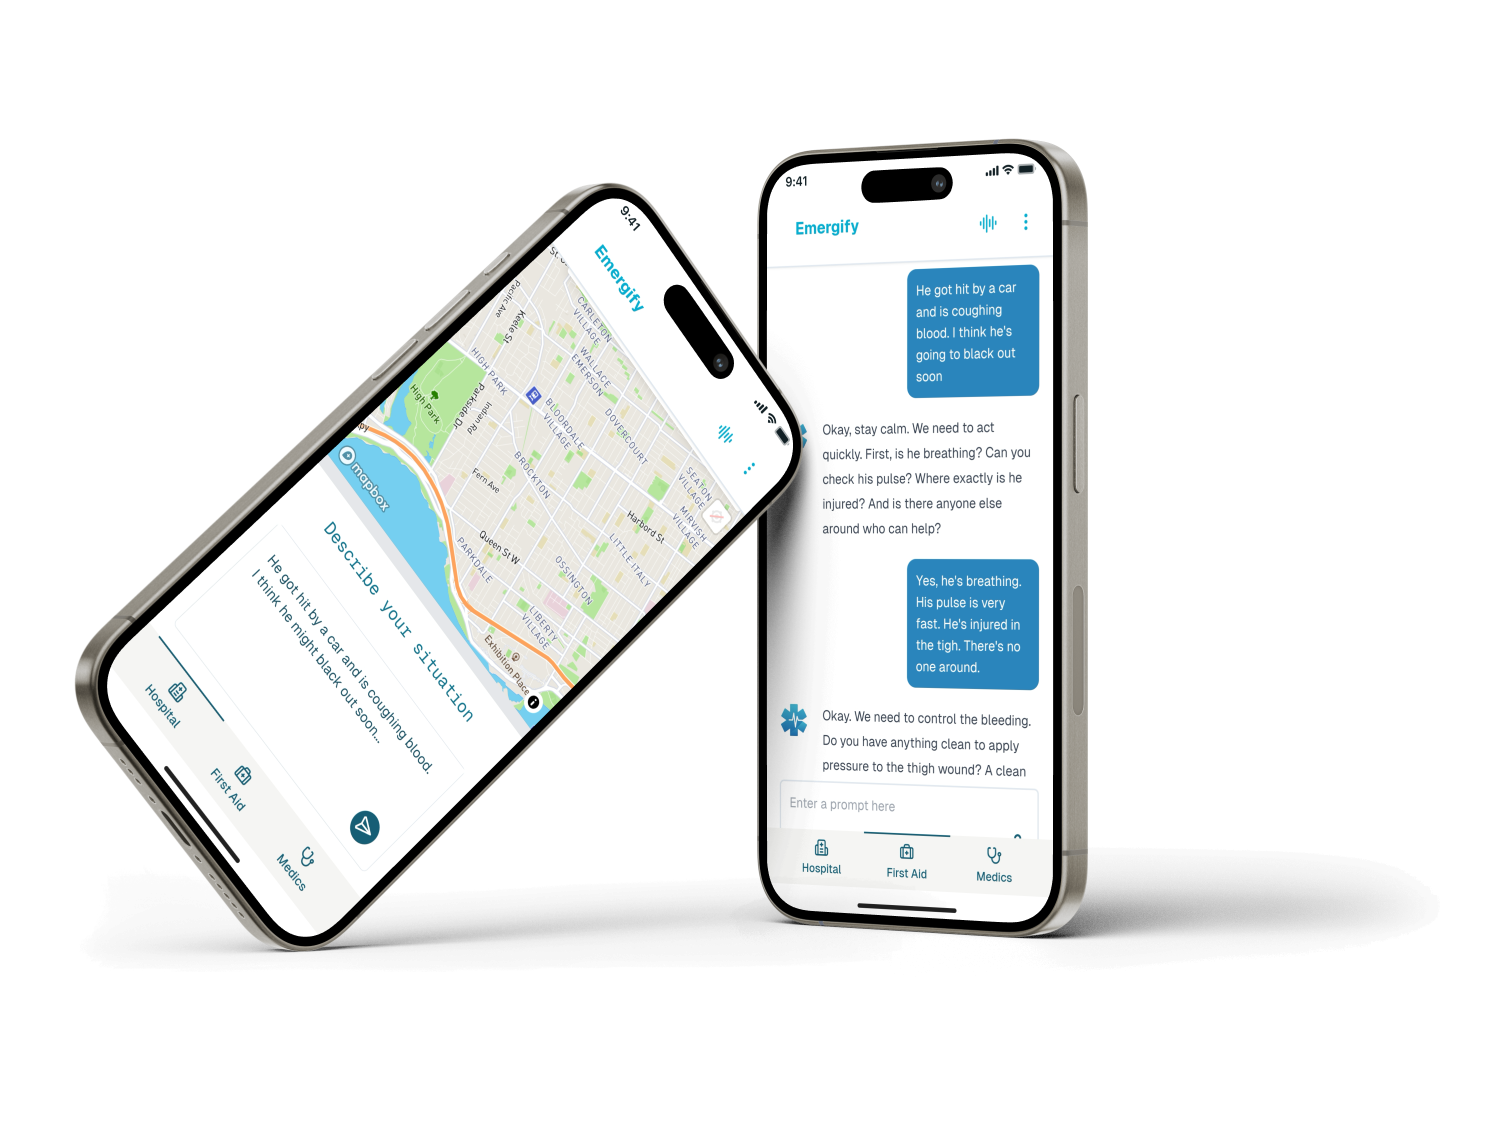 9:41
Emergify
St. C
Pacific Ave
Keele St
CARLETON
VILLAGE
HIGH PARK
WALLACE
EMERSON
High Park
Parkside Dr
Indian Rd
BLOORDALE
VILLAGE
DOVERCOURT
mapbox
Fern Ave
BROCKTON
SEATON
VILLAGE
MIRVISH
VILLAGE
Harbord St
Queen St W
PARKDALE
LITTLE ITALY
OSSINGTON
LIBERTY
VILLAGE
Exhibition Place
Describe your situation
He got hit by a car and is coughing blood.
I think he might black out soon...
Hospital
First Aid
Medics
9:41
Emergify
He got hit by a car
and is coughing
blood. I think he's
going to black out
soon
Okay, stay calm. We need to act
quickly. First, is he breathing? Can you
check his pulse? Where exactly is he
injured? And is there anyone else
around who can help?
Yes, he's breathing.
His pulse is very
fast. He's injured in
the tigh. There's no
one around.
Okay. We need to control the bleeding.
Do you have anything clean to apply
pressure to the thigh wound? A clean
Enter a prompt here
Hospital
First Aid
Medics